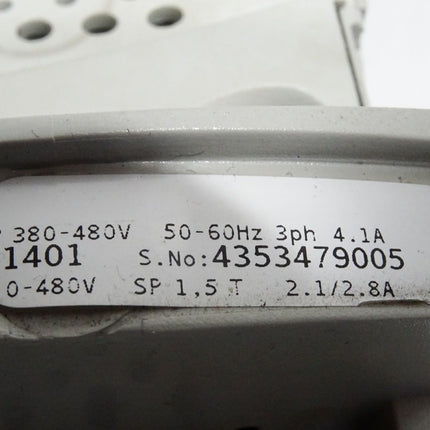 380-480V 50-60Hz 3ph 4.1A
1401 S.No:4353479005
0-480V SP 1,5 T 2.1/2.8A